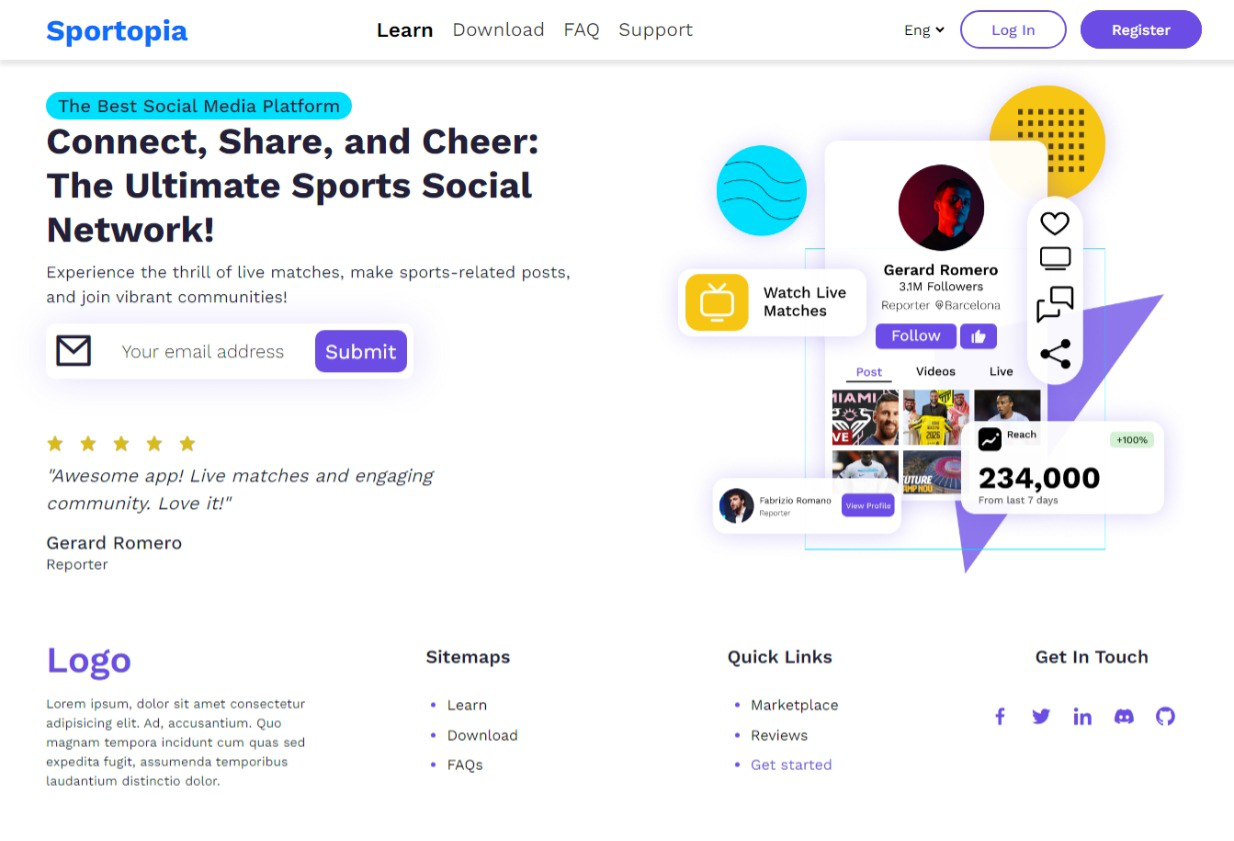 Sportopia
Learn Download FAQ Support
Eng
Log In
Register
The Best Social Media Platform
Connect, Share, and Cheer:
The Ultimate Sports Social
Network!
Experience the thrill of live matches, make sports-related posts,
and join vibrant communities!
Your email address
Submit
"Awesome app! Live matches and engaging
community. Love it!"
Gerard Romero
Reporter
Watch Live
Matches
Gerard Romero
3.1M Followers
Reporter @Barcelona
Follow
Post Videos Live
MIAMI
2026
Reach
+100%
234,000
From last 7 days
FUTURE
Fabrizio Romano
Reporter
View Profile
Logo
Lorem ipsum, dolor sit amet consectetur
adipisicing elit. Ad, accusantium. Quo
magnam tempora incidunt cum quas sed
expedita fugit, assumenda temporibus
laudantium distinctio dolor.
Sitemaps
Learn
Download
FAQs
Quick Links
Marketplace
Reviews
Get started
Get In Touch